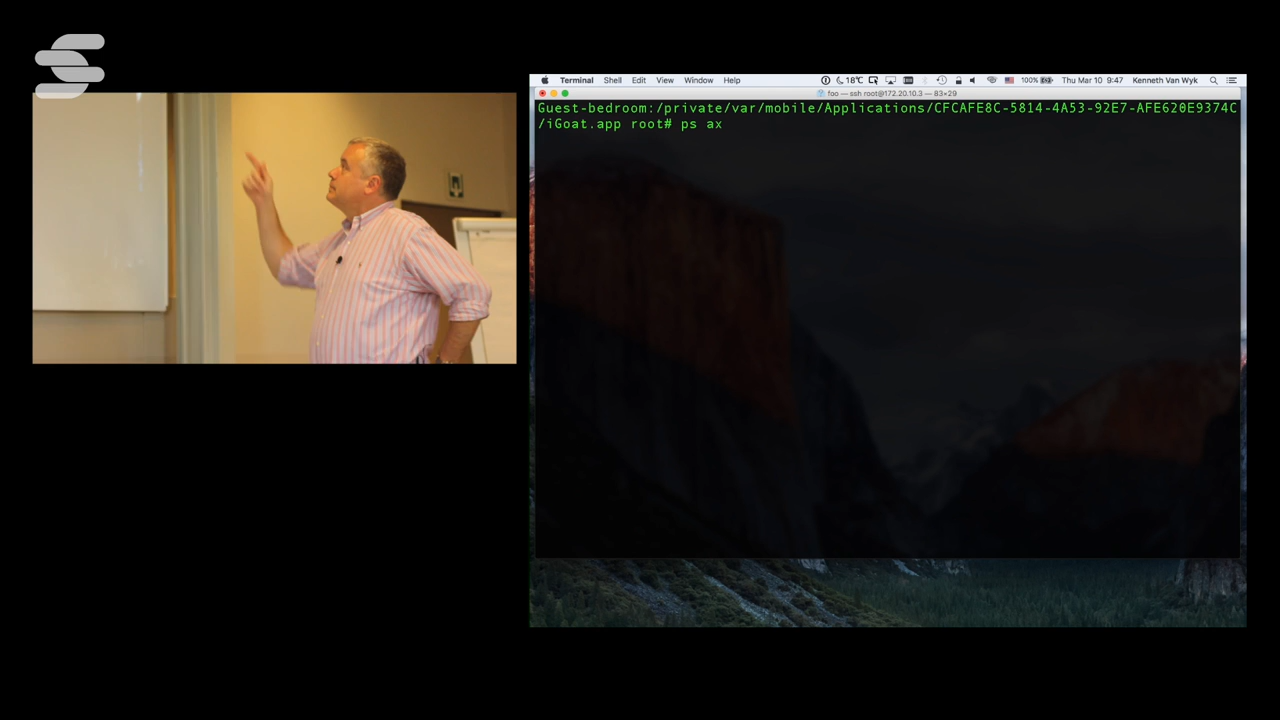 Terminal Shell Edit View Window Help 18°C 100% Thu Mar 10 9:47 Kenneth Van Wyk
foo — ssh root@172.20.10.3 — 83×29
Guest-bedroom:/private/var/mobile/Applications/CFCAFE8C-5814-4A53-92E7-AFE620E9374C
/iGoat.app root# ps ax